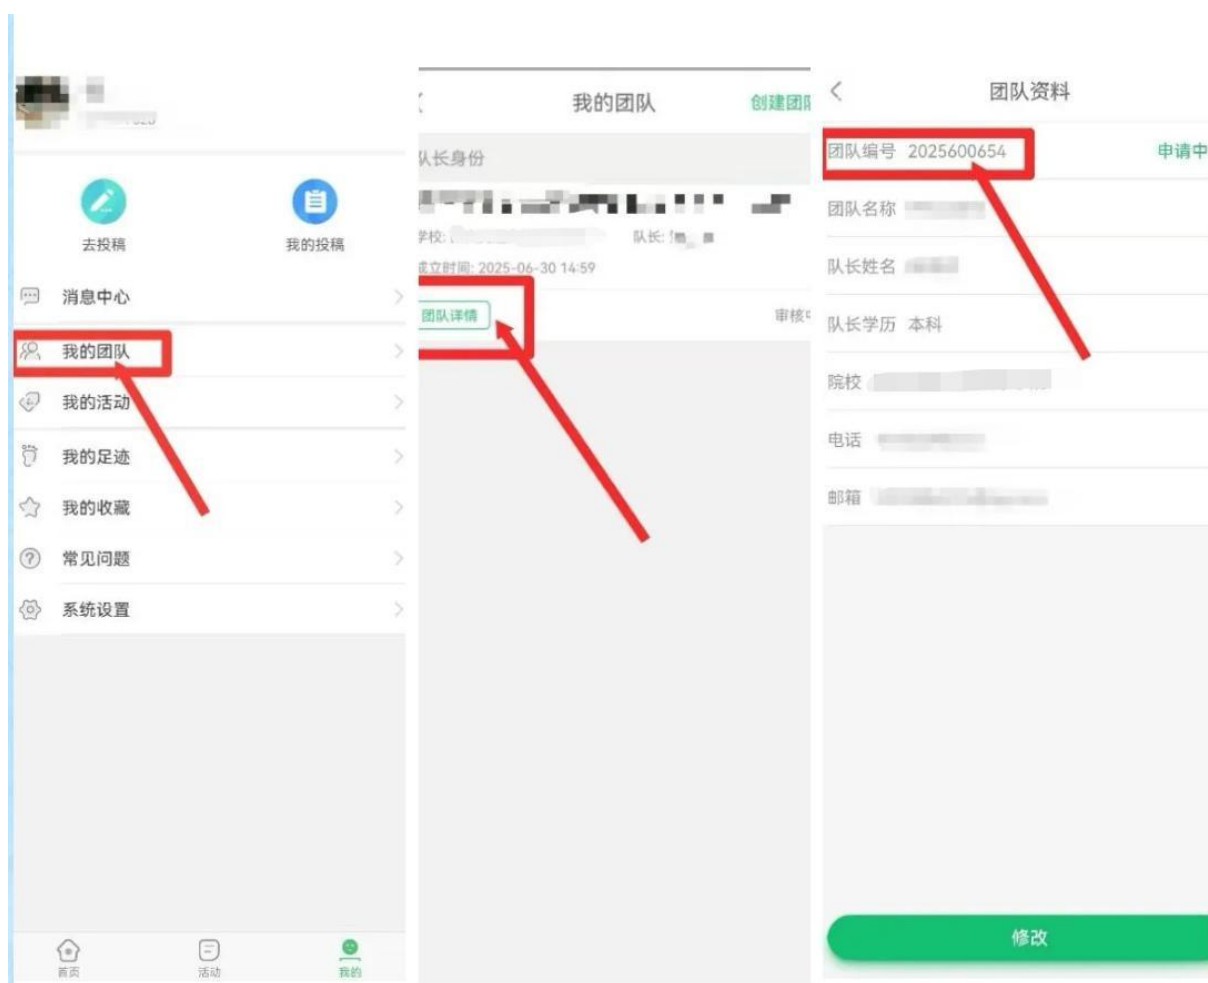 去投稿
我的投稿
消息中心
我的团队
我的活动
我的足迹
我的收藏
常见问题
系统设置
首页
活动
我的
我的团队
创建团队
队长身份
学校:
队长:
成立时间: 2025-06-30 14:59
团队详情
审核中
团队资料
团队编号 2025600654
申请中
团队名称
队长姓名
队长学历 本科
院校
电话
邮箱
修改